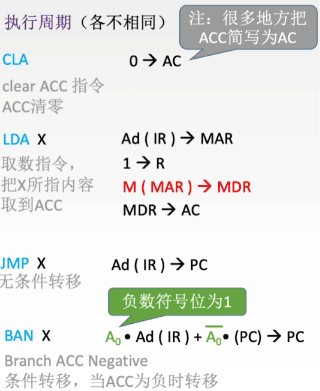 执行周期（各不相同）
注：很多地方把
ACC简写为AC
CLA
0 → AC
clear ACC 指令
ACC清零
LDA X
Ad ( IR ) → MAR
取数指令，
1 → R
把X所指内容
M ( MAR ) → MDR
取到ACC
MDR → AC
JMP X
Ad ( IR ) → PC
无条件转移
负数符号位为1
BAN X
A₀• Ad ( IR ) + A̅₀• (PC) → PC
Branch ACC Negative
条件转移，当ACC为负时转移